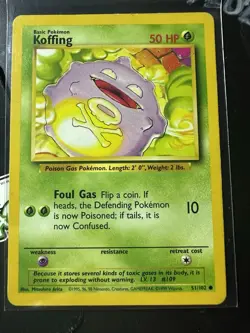 Basic Pokémon
Koffing
50 HP
Poison Gas Pokémon. Length: 2' 0", Weight: 2 lbs.
Foul Gas Flip a coin. If
heads, the Defending Pokémon
is now Poisoned; if tails, it is
now Confused.
10
weakness
resistance
retreat cost
Because it stores several kinds of toxic gases in its body, it is
prone to exploding without warning. LV. 13 #109
Illus. Mitsuhiro Arita
51/102